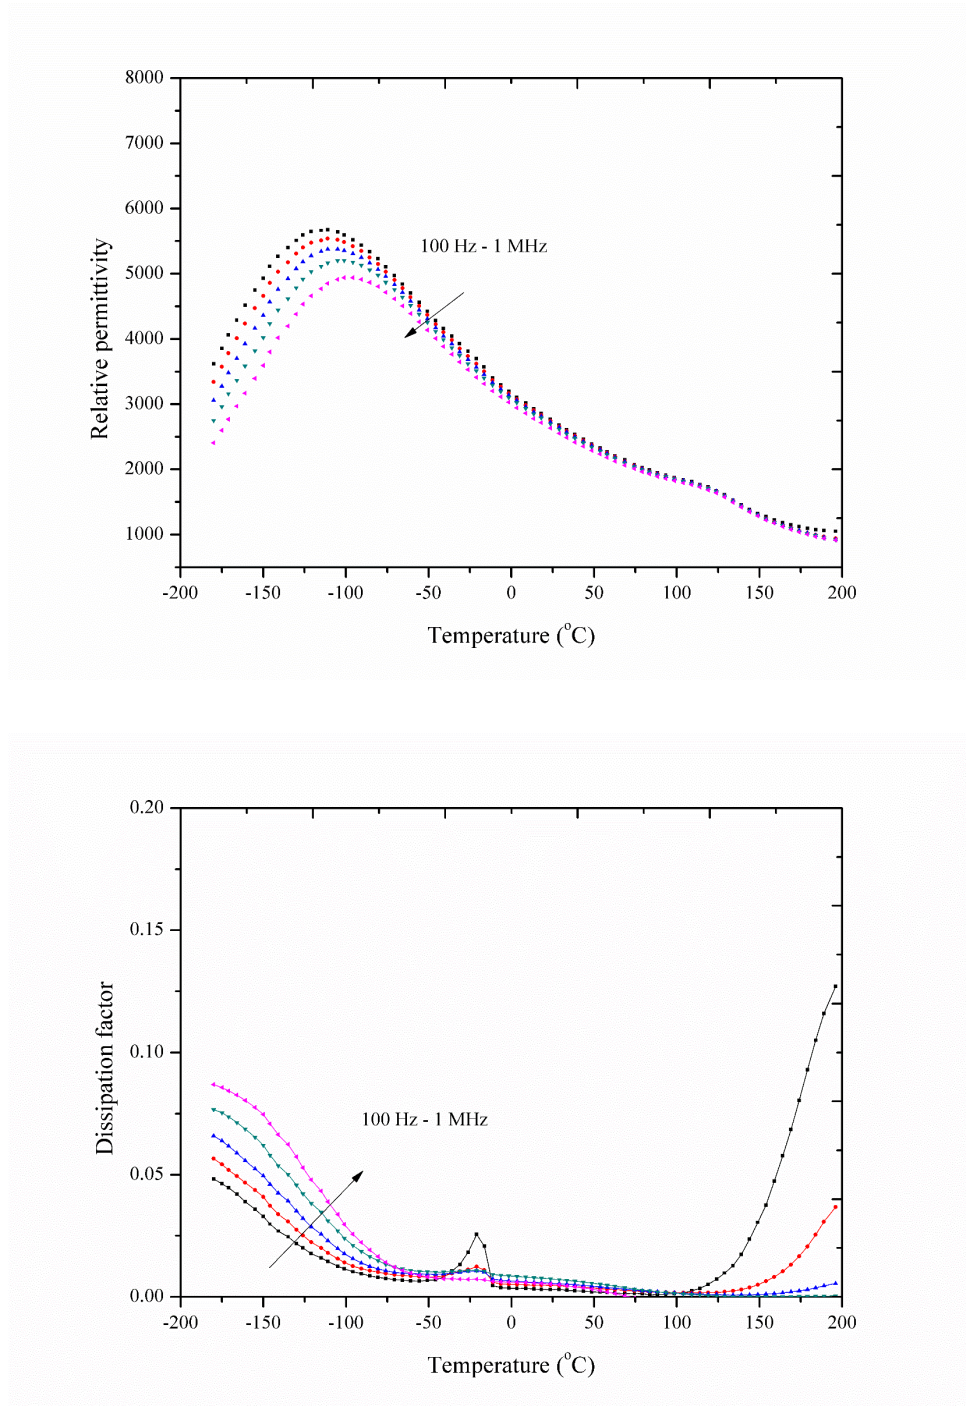 8000
7000
6000
5000
4000
3000
2000
1000
Relative permittivity
100 Hz - 1 MHz
-200 -150 -100 -50 0 50 100 150 200
Temperature (°C)
0.20
0.15
0.10
0.05
0.00
Dissipation factor
100 Hz - 1 MHz
-200 -150 -100 -50 0 50 100 150 200
Temperature (°C)